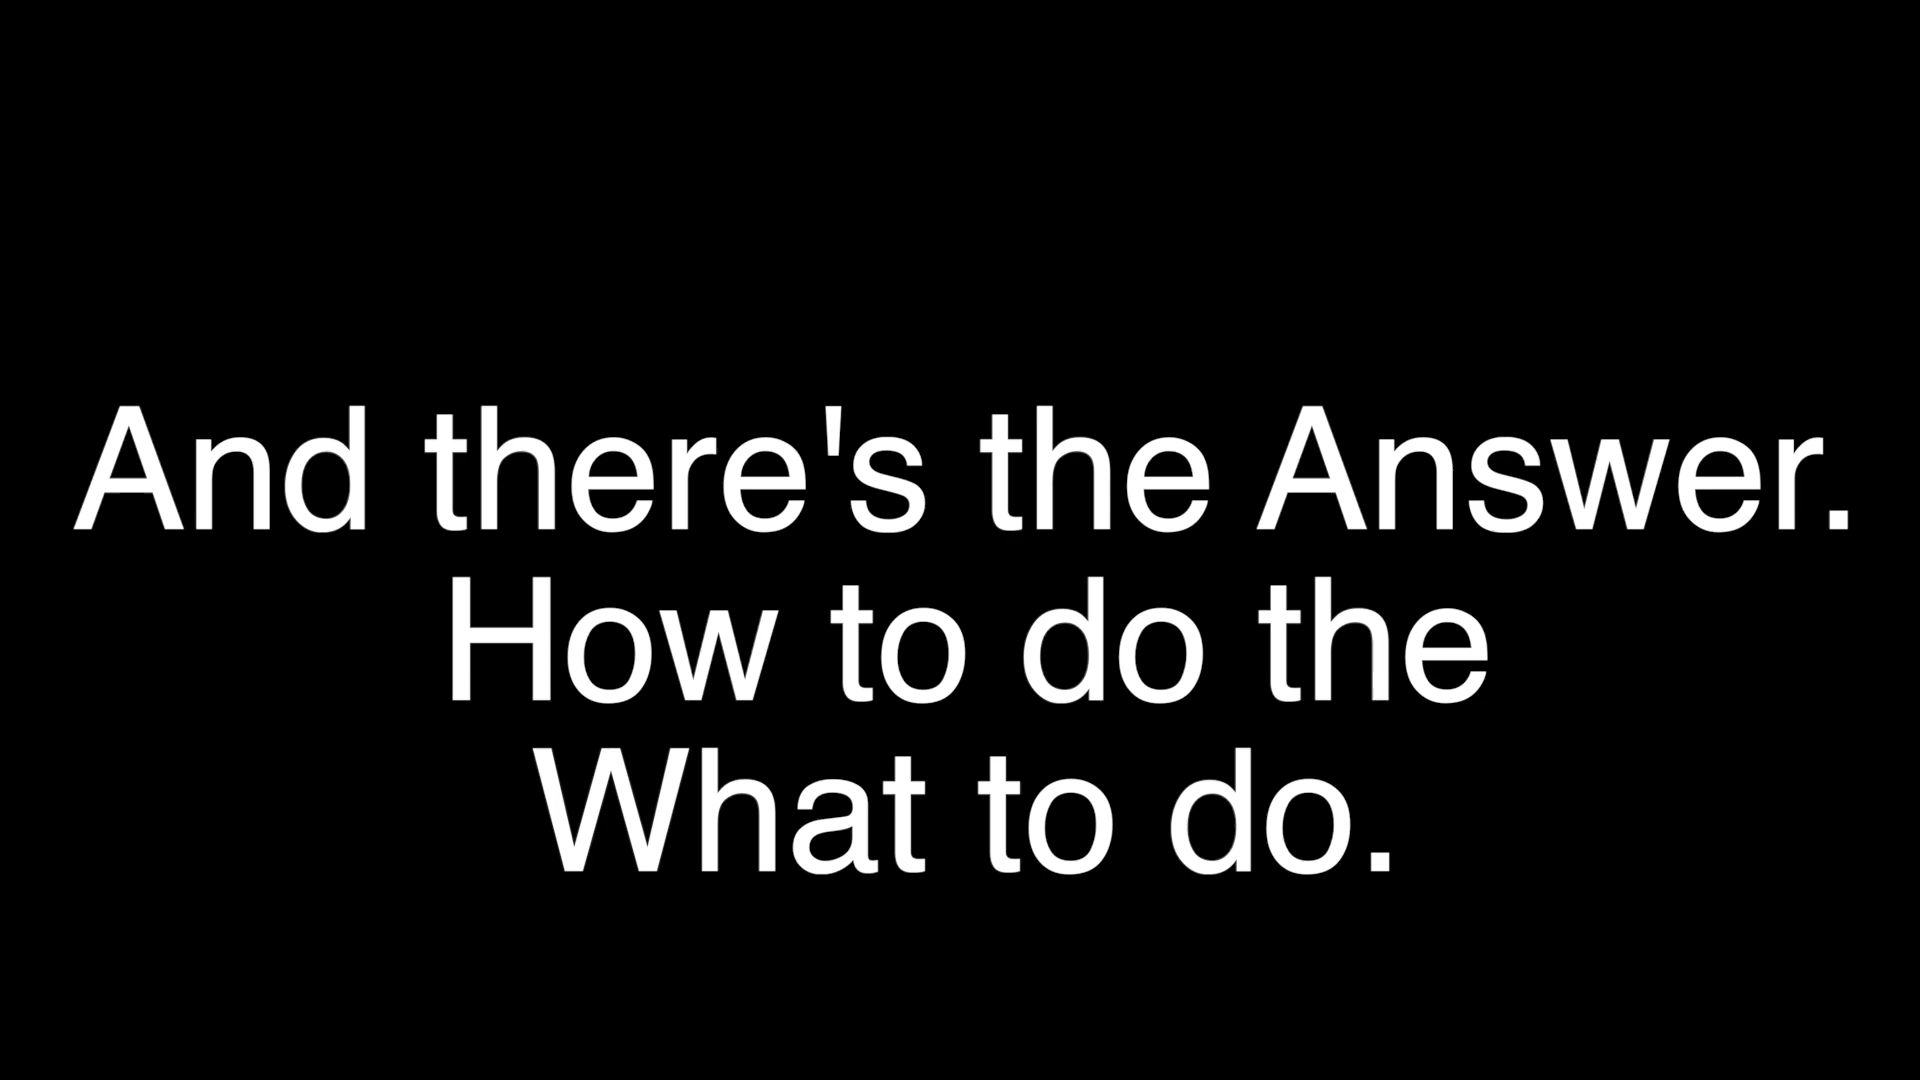 And there's the Answer.
How to do the
What to do.